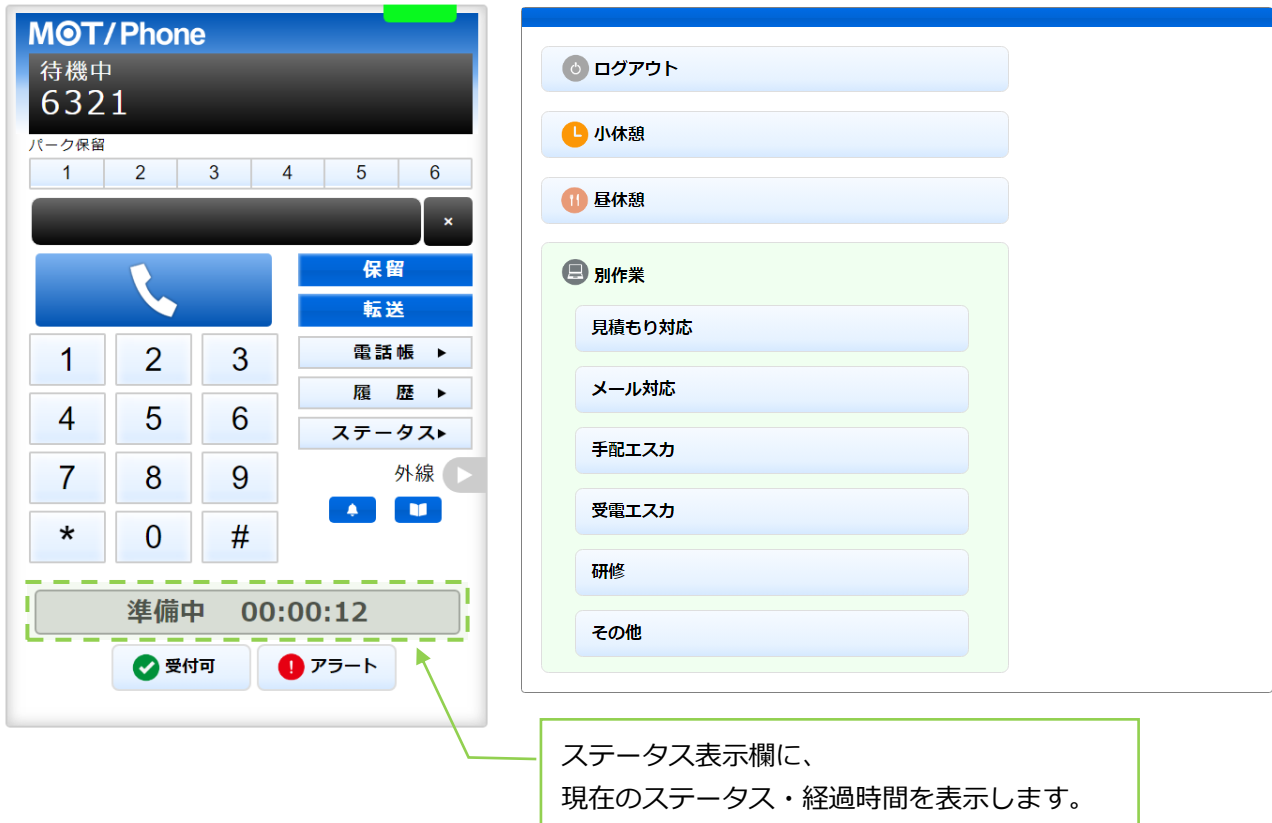 MOT/Phone
待機中
6321
パーク保留
1 2 3 4 5 6
×
保留
転送
電話帳 ▶
履 歴 ▶
ステータス▶
外線
1 2 3
4 5 6
7 8 9
* 0 #
準備中 00:00:12
受付可
アラート
ログアウト
小休憩
昼休憩
別作業
見積もり対応
メール対応
手配エスカ
受電エスカ
研修
その他
ステータス表示欄に、
現在のステータス・経過時間を表示します。